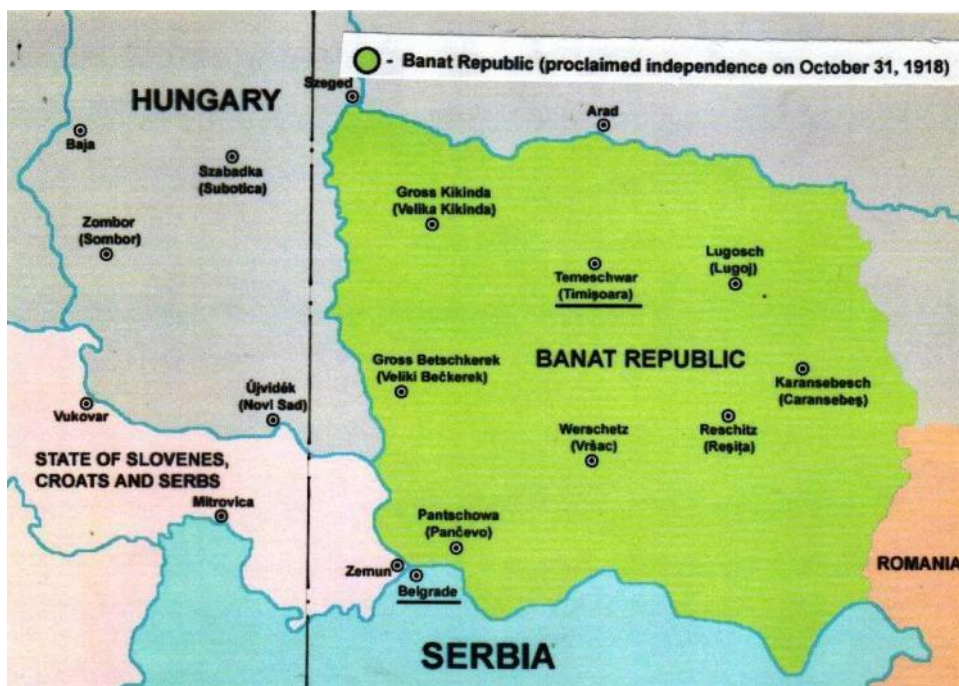 - Banat Republic (proclaimed independence on October 31, 1918)
Szeged
HUNGARY
Arad
Baja
Szabadka
(Subotica)
Gross Kikinda
(Velika Kikinda)
Zombor
(Sombor)
Lugosch
(Lugoj)
Temeschwar
(Timişoara)
BANAT REPUBLIC
Gross Betschkerek
(Veliki Bečkerek)
Karansebesch
(Caransebeş)
Újvidék
(Novi Sad)
Vukovar
Reschitz
(Reşiţa)
Werschetz
(Vršac)
STATE OF SLOVENES,
CROATS AND SERBS
Mitrovica
Pantschowa
(Pančevo)
ROMANIA
Zemun
Belgrade
SERBIA